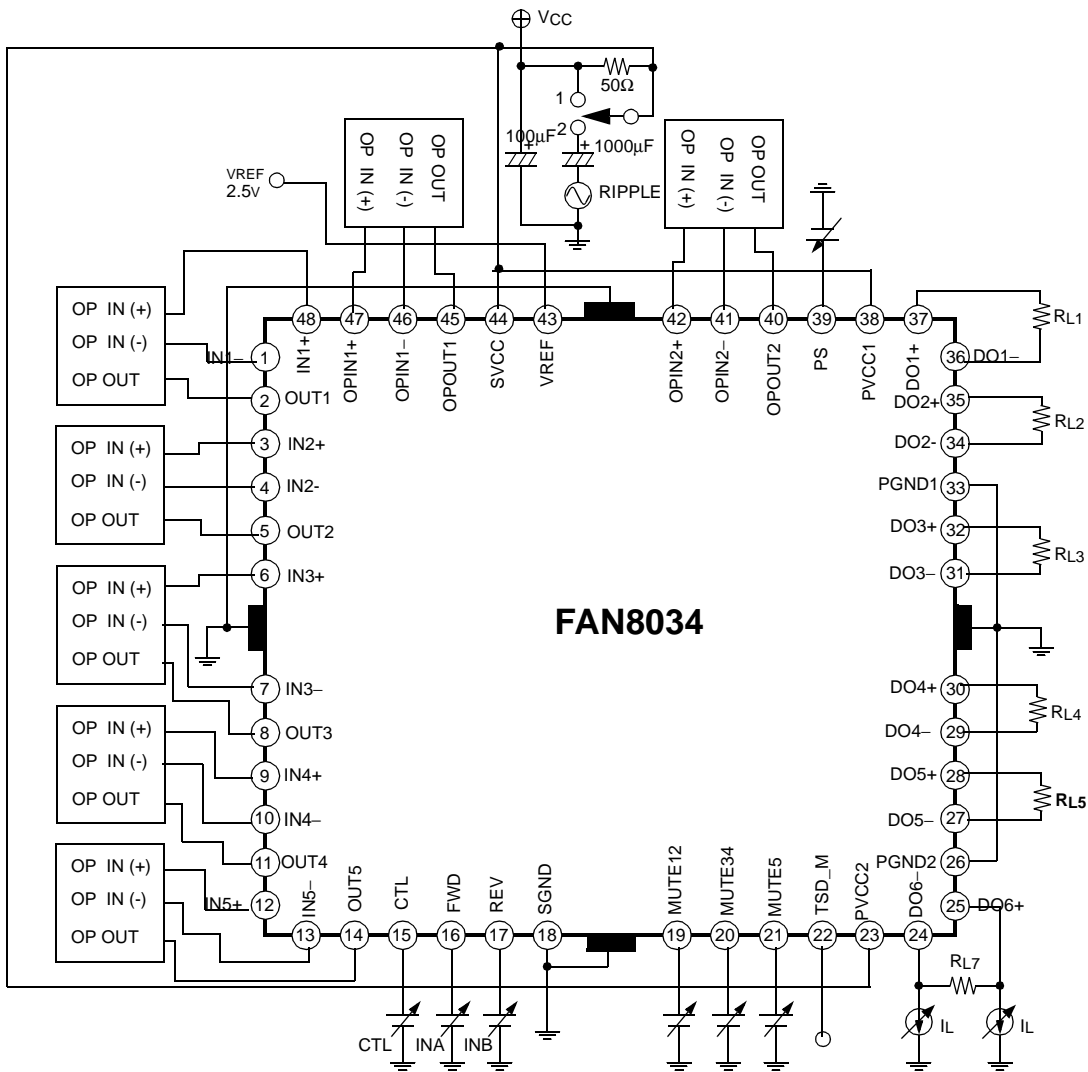 VCC
50Ω
1
2
100µF
+
+
1000µF
RIPPLE
VREF
2.5V
OP IN (+)
OP IN (-)
OP OUT
OP IN (+)
OP IN (-)
OP OUT
OP IN (+)
OP IN (-)
OP OUT
OP IN (+)
OP IN (-)
OP OUT
OP IN (+)
OP IN (-)
OP OUT
OP IN (+)
OP IN (-)
OP OUT
OP IN (+)
OP IN (-)
OP OUT
48
47
46
45
44
43
42
41
40
39
38
37
IN1+
OPIN1+
OPIN1−
OPOUT1
SVCC
VREF
OPIN2+
OPIN2−
OPOUT2
PS
PVCC1
DO1+
IN1−
1
2
OUT1
3
IN2+
4
IN2-
5
OUT2
6
IN3+
7
IN3−
8
OUT3
9
IN4+
10
IN4−
11
OUT4
12
IN5+
FAN8034
36
DO1−
RL1
DO2+
35
DO2-
34
RL2
PGND1
33
DO3+
32
DO3−
31
RL3
DO4+
30
DO4−
29
RL4
DO5+
28
DO5−
27
RL5
PGND2
26
25
DO6+
IN5−
OUT5
CTL
FWD
REV
SGND
MUTE12
MUTE34
MUTE5
TSD_M
PVCC2
DO6−
13
14
15
16
17
18
19
20
21
22
23
24
RL7
CTL
INA
INB
IL
IL